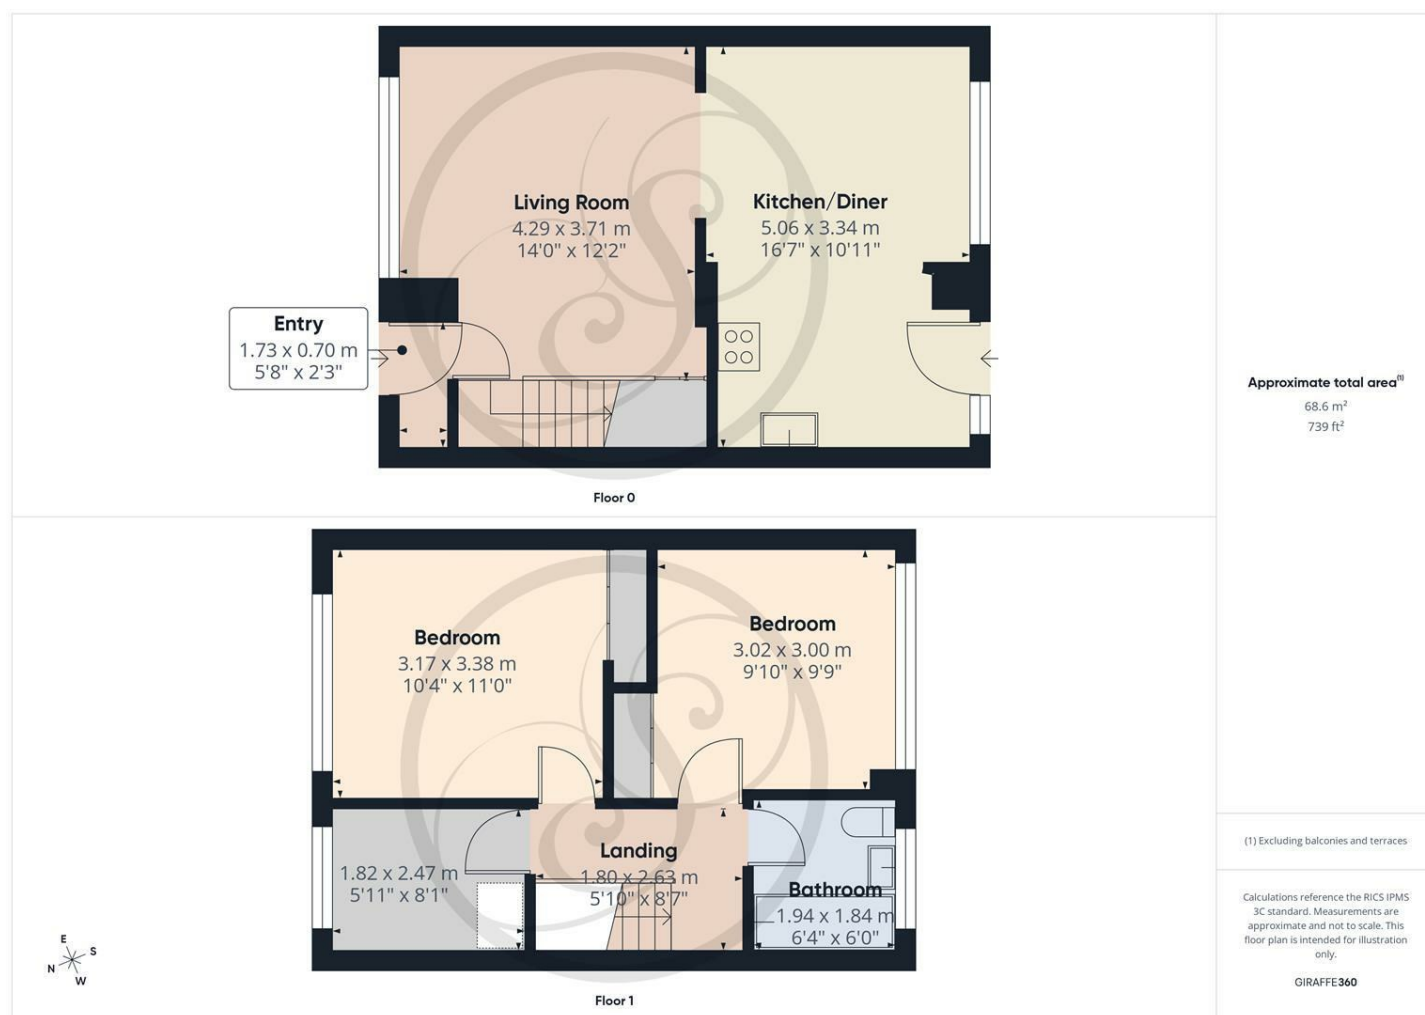 Living Room
4.29 x 3.71 m
14'0" x 12'2"
Kitchen/Diner
5.06 x 3.34 m
16'7" x 10'11"
Entry
1.73 x 0.70 m
5'8" x 2'3"
Floor 0
Bedroom
3.17 x 3.38 m
10'4" x 11'0"
Bedroom
3.02 x 3.00 m
9'10" x 9'9"
1.82 x 2.47 m
5'11" x 8'1"
Landing
1.80 x 2.63 m
5'10" x 8'7"
Bathroom
1.94 x 1.84 m
6'4" x 6'0"
Floor 1
E
S
N
W
Approximate total area(1)
68.6 m²
739 ft²
(1) Excluding balconies and terraces
Calculations reference the RICS IPMS
3C standard. Measurements are
approximate and not to scale. This
floor plan is intended for illustration
only.
GIRAFFE360